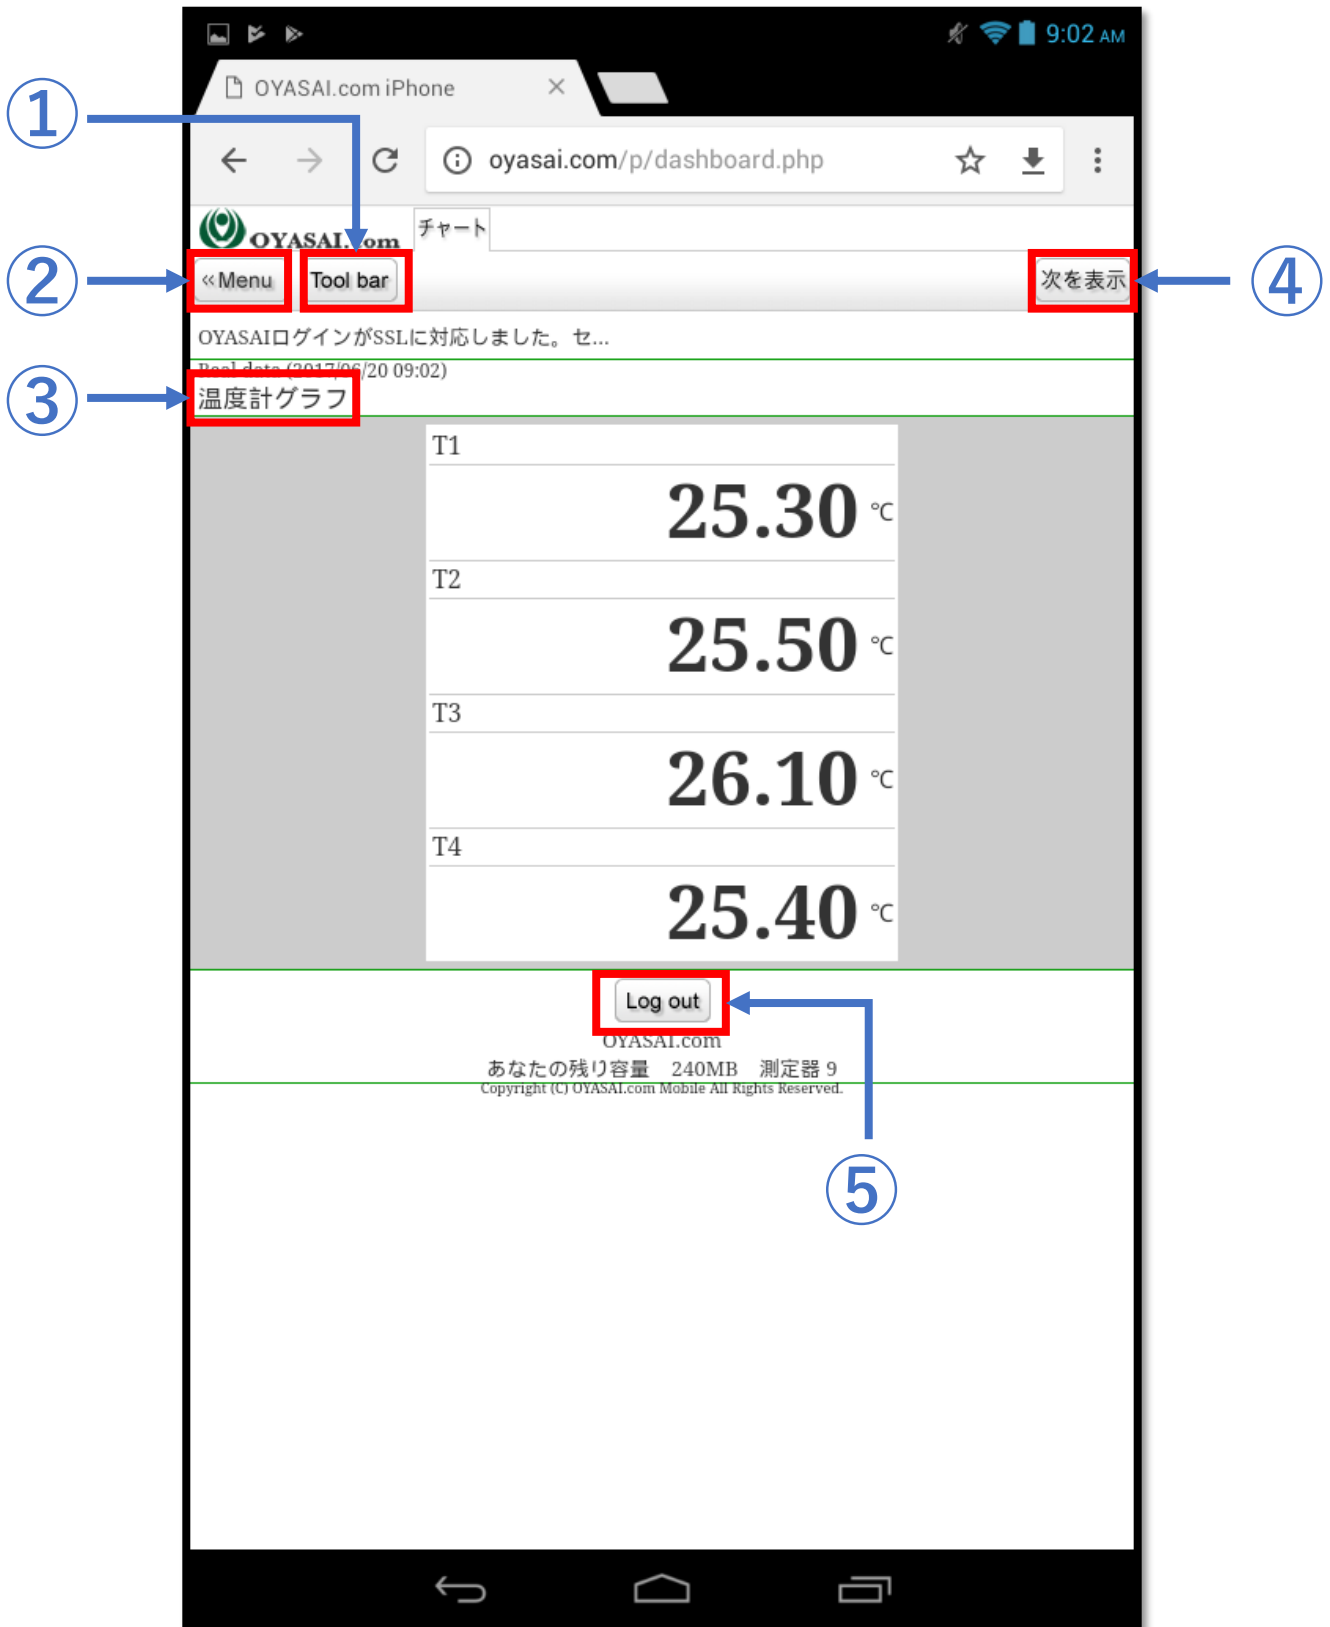 9:02 AM
OYASAI.com iPhone
①
oyasai.com/p/dashboard.php
OYASAI.com
チャート
②
«Menu
Tool bar
次を表示
④
OYASAIログインがSSLに対応しました。セ...
Real data (2017/06/20 09:02)
③
温度計グラフ
T1
25.30 ℃
T2
25.50 ℃
T3
26.10 ℃
T4
25.40 ℃
Log out
OYASAI.com
あなたの残り容量　240MB　測定器 9
Copyright (C) OYASAI.com Mobile All Rights Reserved.
⑤